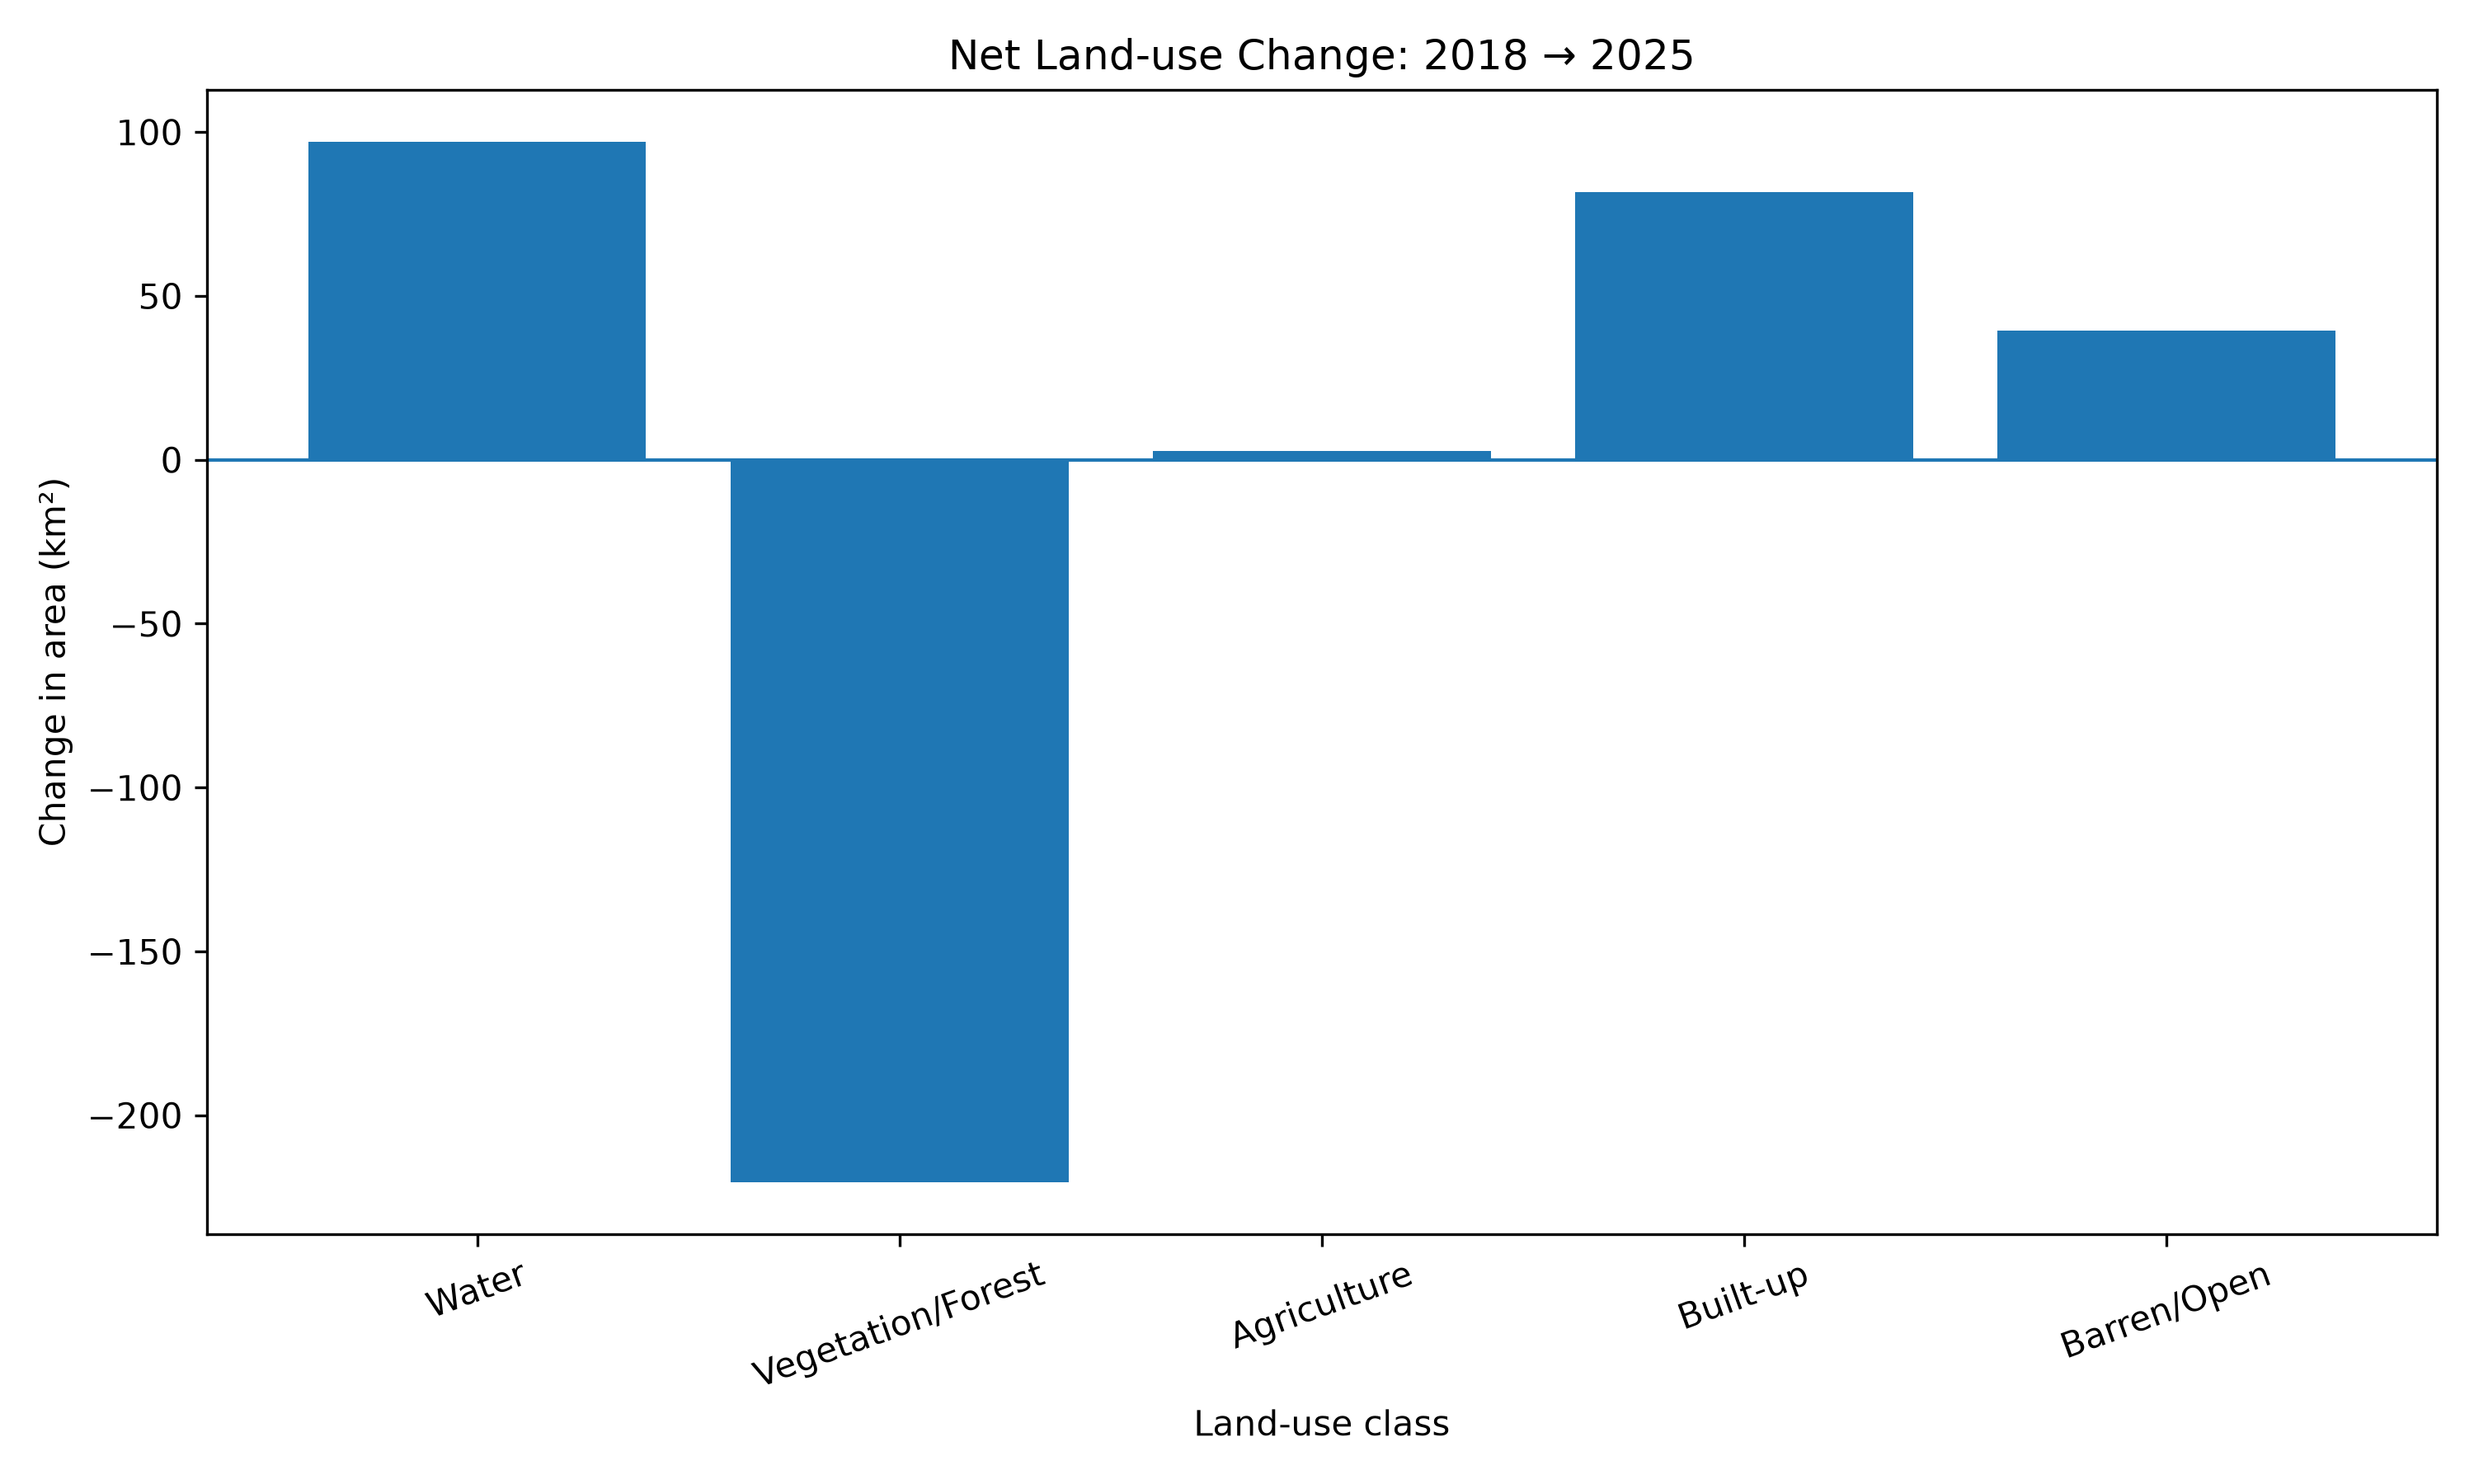 Net Land-use Change: 2018 → 2025
Change in area (km²)
100
50
0
−50
−100
−150
−200
Water
Vegetation/Forest
Agriculture
Built-up
Barren/Open
Land-use class